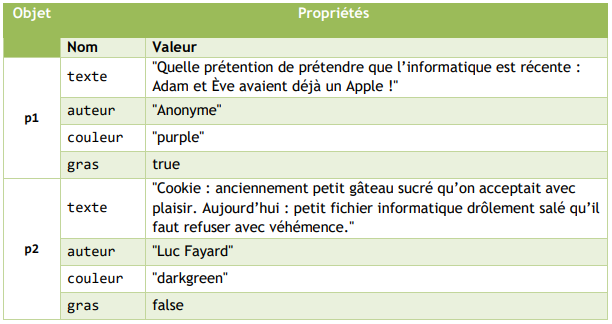 Objet Propriétés
Nom Valeur
p1
texte "Quelle prétention de prétendre que l’informatique est récente :
Adam et Ève avaient déjà un Apple !"
auteur "Anonyme"
couleur "purple"
gras true
p2
texte "Cookie : anciennement petit gâteau sucré qu’on acceptait avec
plaisir. Aujourd’hui : petit fichier informatique drôlement salé qu’il
faut refuser avec véhémence."
auteur "Luc Fayard"
couleur "darkgreen"
gras false